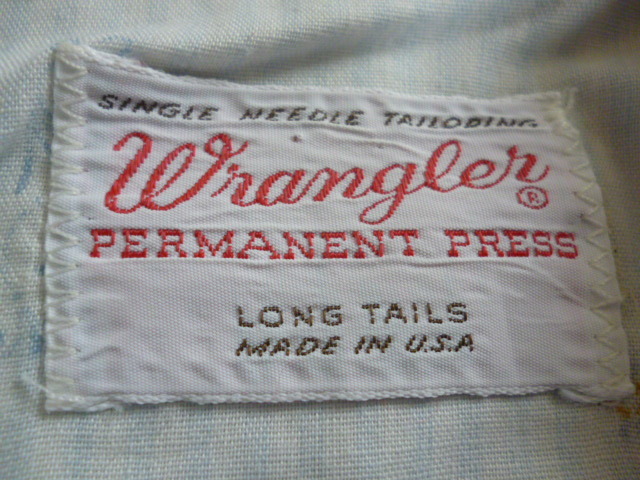 SINGLE NEEDLE TAILORING
Wrangler®
PERMANENT PRESS
LONG TAILS
MADE IN U.S.A